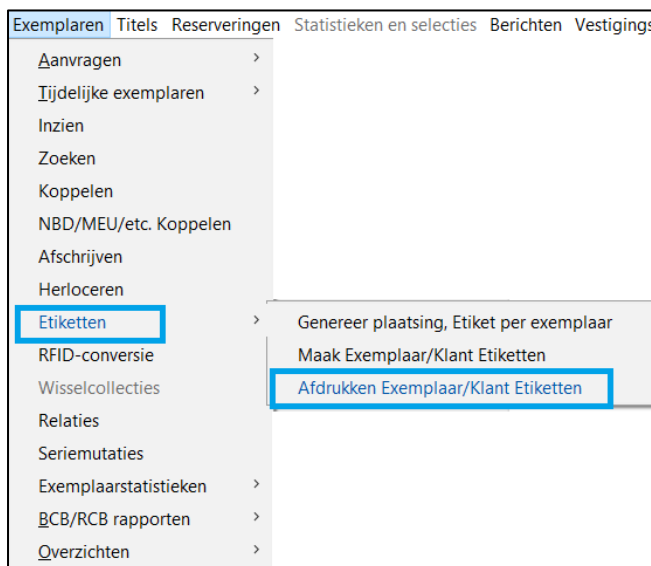 Exemplaren Titels Reserveringen Statistieken en selecties Berichten Vestigings
Aanvragen
Tijdelijke exemplaren
Inzien
Zoeken
Koppelen
NBD/MEU/etc. Koppelen
Afschrijven
Herloceren
Etiketten
Genereer plaatsing, Etiket per exemplaar
RFID-conversie
Maak Exemplaar/Klant Etiketten
Wisselcollecties
Afdrukken Exemplaar/Klant Etiketten
Relaties
Seriemutaties
Exemplaarstatistieken
BCB/RCB rapporten
Overzichten